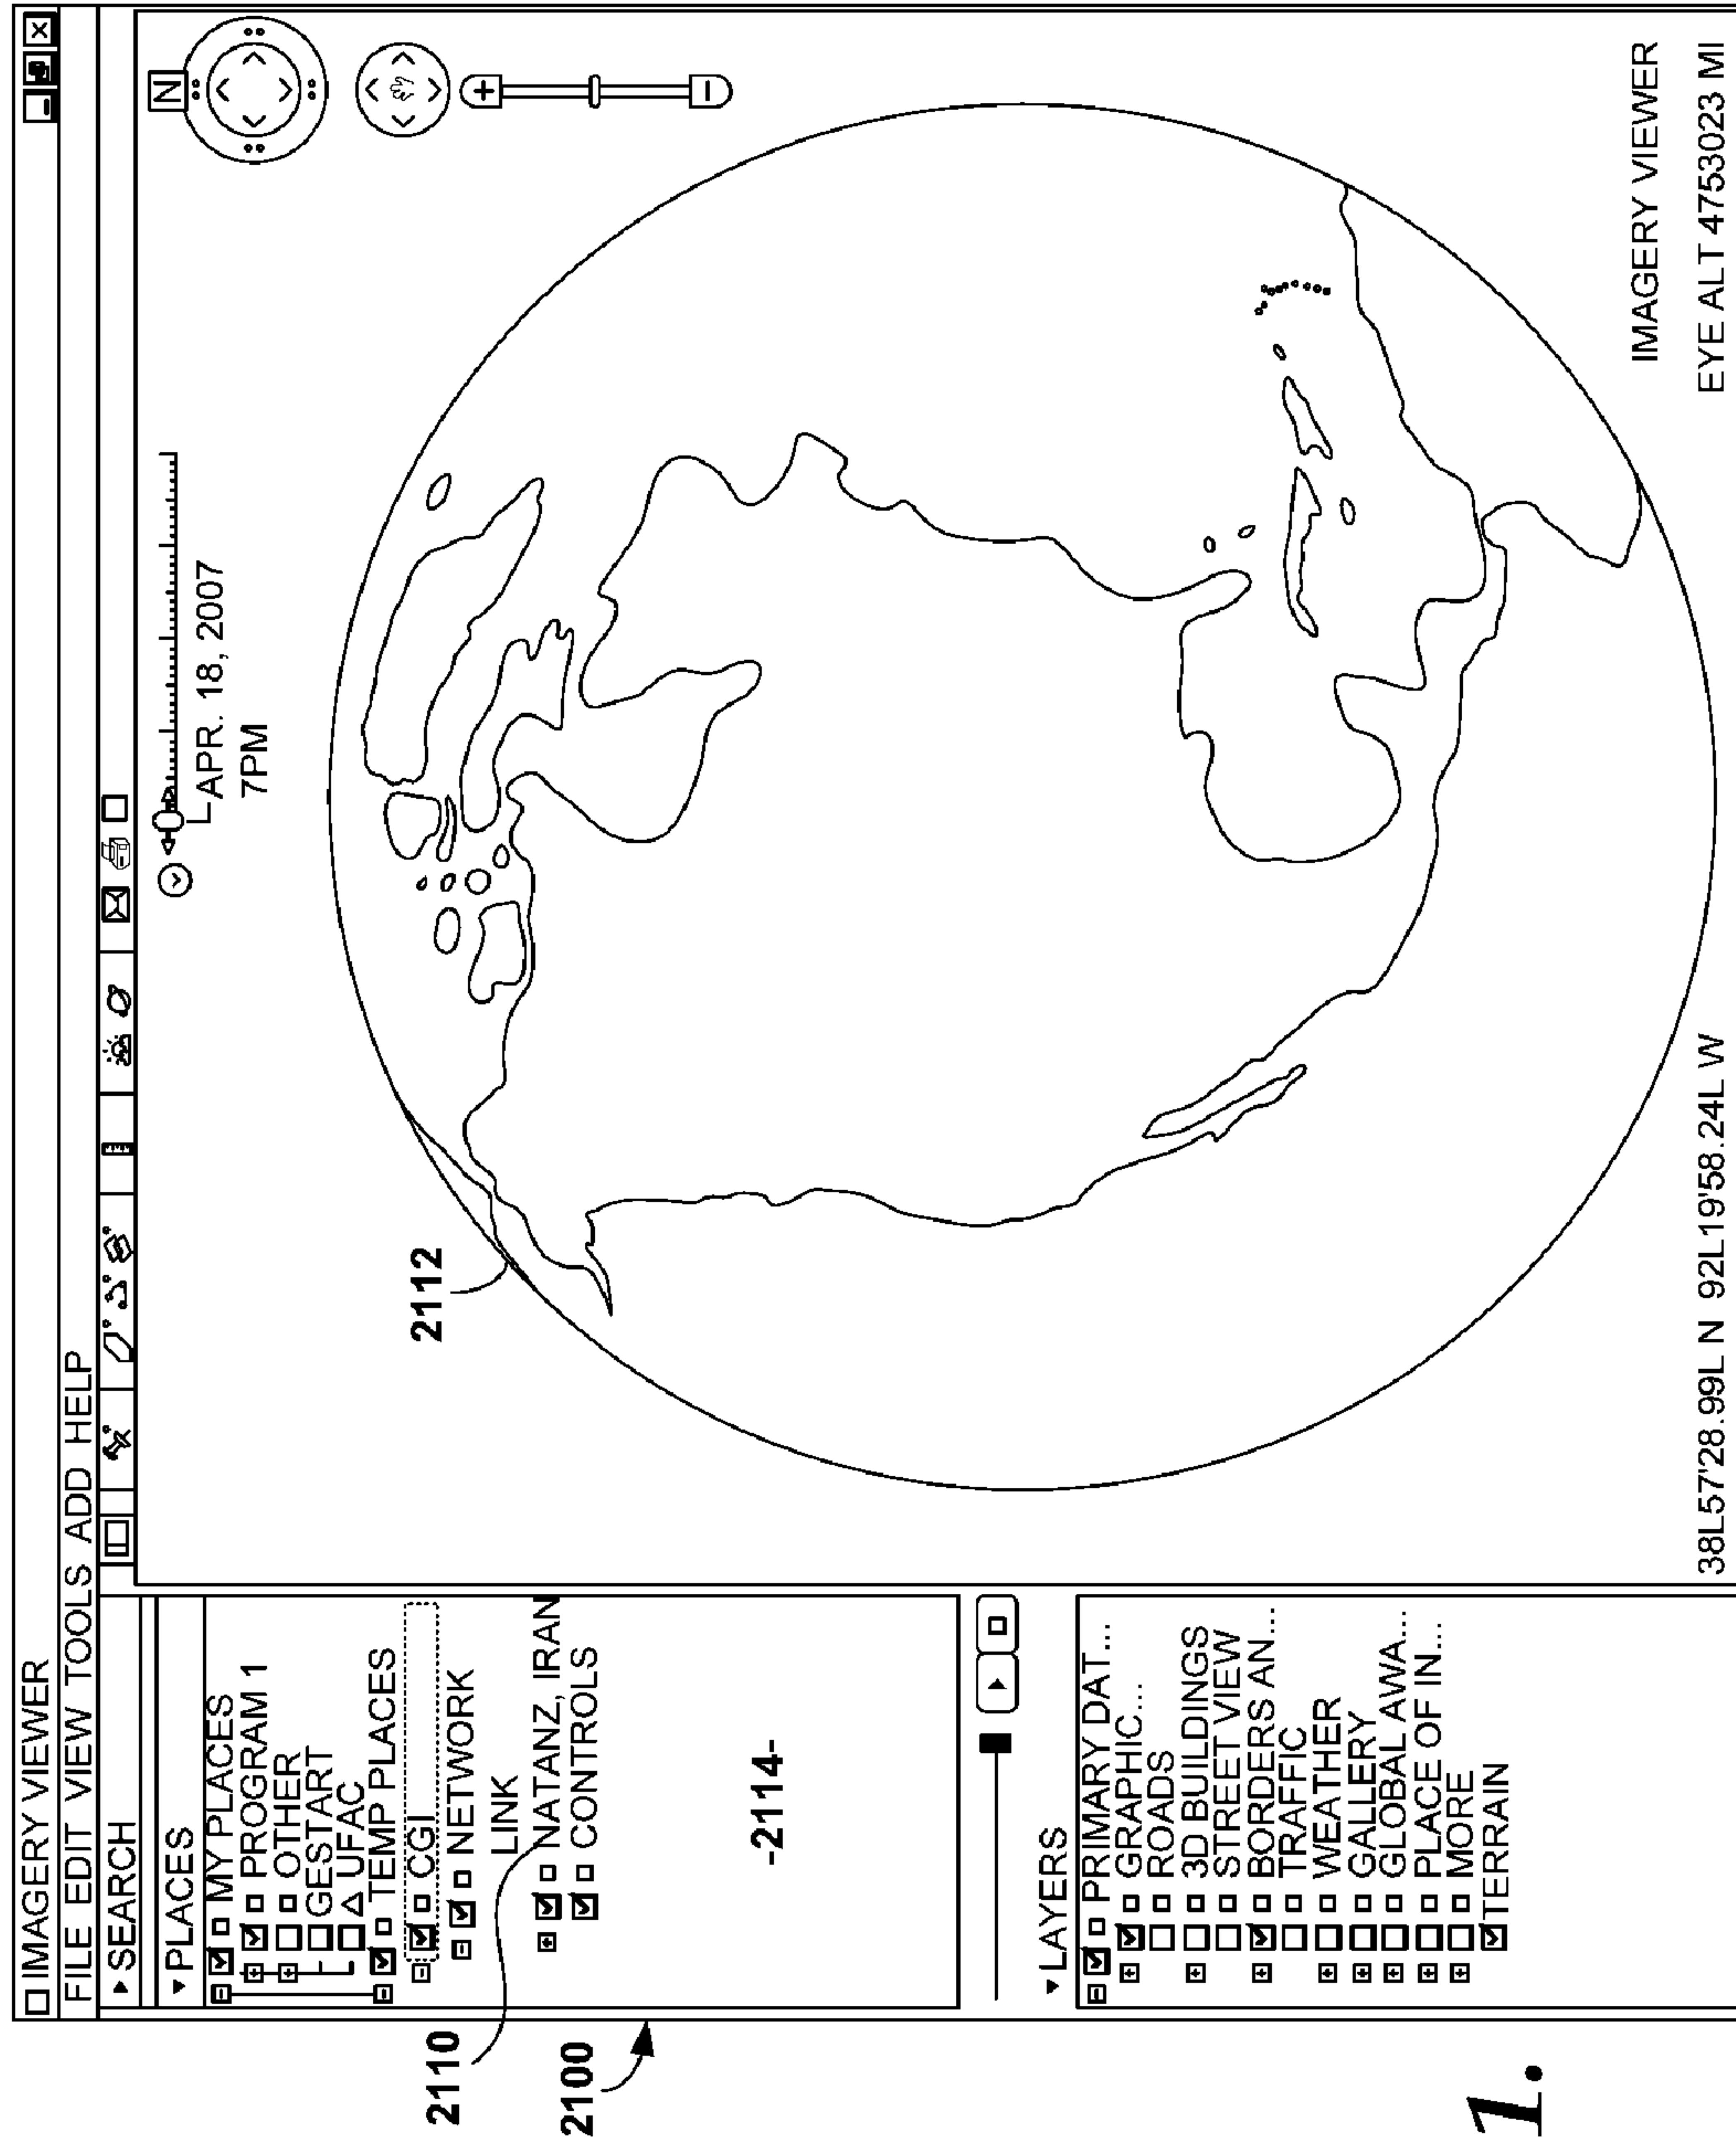 IMAGERY VIEWER
FILE EDIT VIEW TOOLS ADD HELP
SEARCH
PLACES
MY PLACES
PROGRAM 1
OTHER
GESTART
UFAC
TEMP PLACES
CGI
NETWORK
LINK
NATANZ, IRAN
CONTROLS
-2114-
LAYERS
PRIMARY DAT...
GRAPHIC...
ROADS
3D BUILDINGS
STREET VIEW
BORDERS AN...
TRAFFIC
WEATHER
GALLERY
GLOBAL AWA...
PLACE OF IN...
MORE
TERRAIN
APR. 18, 2007
7PM
N
2112
IMAGERY VIEWER
38L57'28.99L N 92L19'58.24L W
EYE ALT 4753023 MI
2110
2100
1.